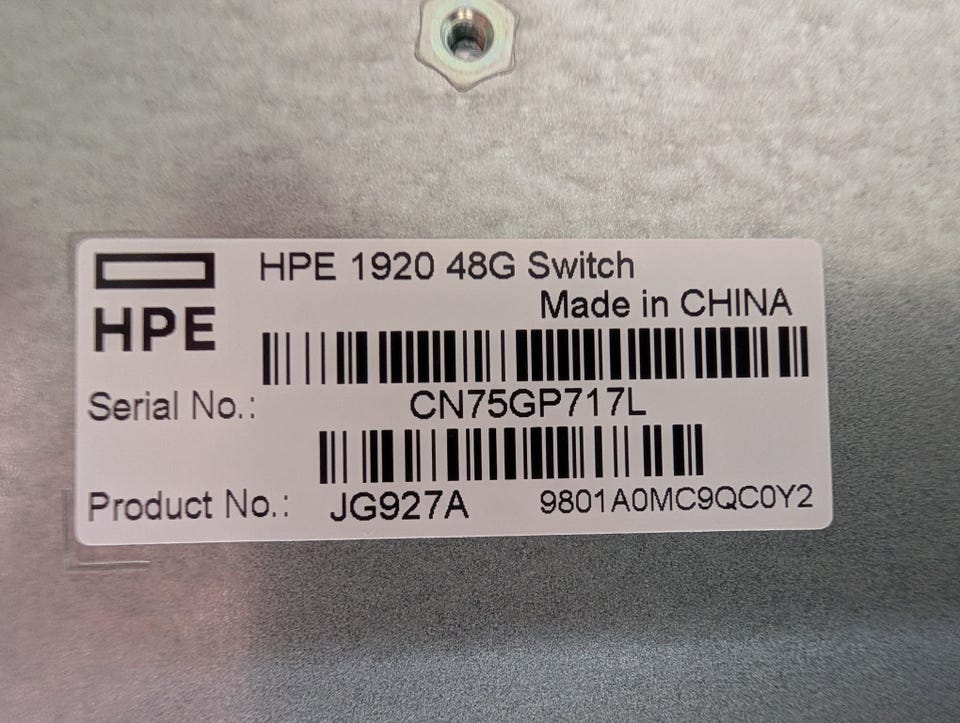 HPE 1920 48G Switch
Made in CHINA
HPE
Serial No.: CN75GP717L
Product No.: JG927A 9801A0MC9QC0Y2